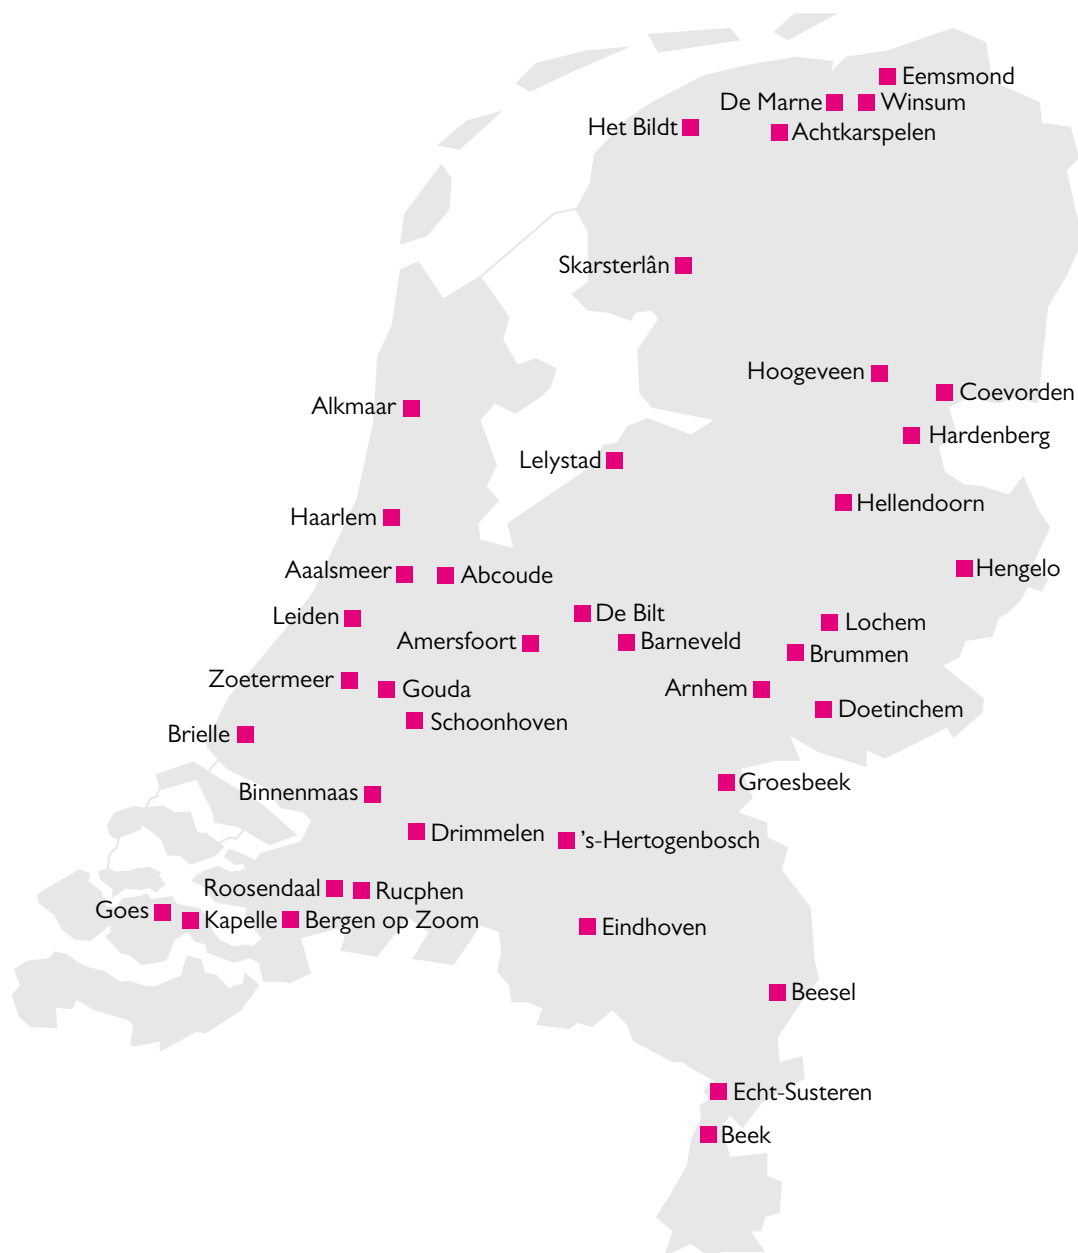 Eemsmond
De Marne
Winsum
Het Bildt
Achtkarspelen
Skarsterlân
Hoogeveen
Coevorden
Alkmaar
Hardenberg
Lelystad
Hellendoorn
Haarlem
Aaalsmeer
Abcoude
Hengelo
De Bilt
Leiden
Lochem
Amersfoort
Barneveld
Brummen
Zoetermeer
Gouda
Arnhem
Doetinchem
Schoonhoven
Brielle
Groesbeek
Binnenmaas
Drimmelen
's-Hertogenbosch
Roosendaal
Rucphen
Goes
Kapelle
Bergen op Zoom
Eindhoven
Beesel
Echt-Susteren
Beek